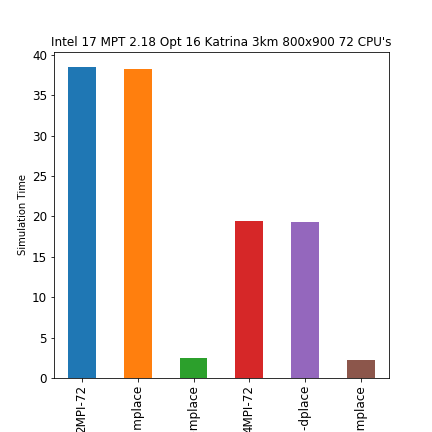 Intel 17 MPT 2.18 Opt 16 Katrina 3km 800x900 72 CPU's
Simulation Time
40
35
30
25
20
15
10
5
0
2MPI-72
mplace
mplace
4MPI-72
-dplace
mplace